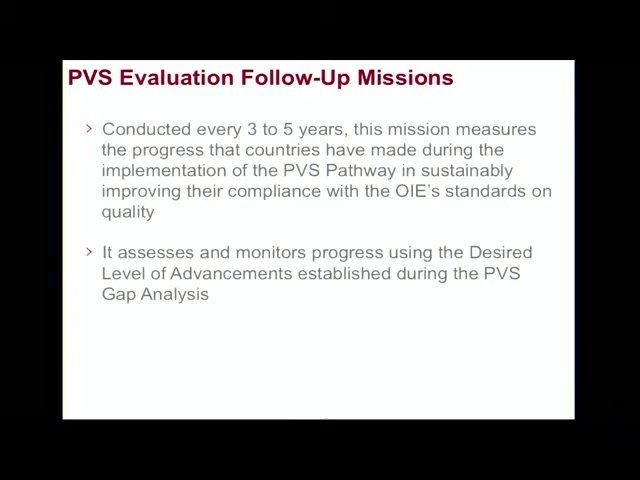 PVS Evaluation Follow-Up Missions
> Conducted every 3 to 5 years, this mission measures
the progress that countries have made during the
implementation of the PVS Pathway in sustainably
improving their compliance with the OIE's standards on
quality
> It assesses and monitors progress using the Desired
Level of Advancements established during the PVS
Gap Analysis